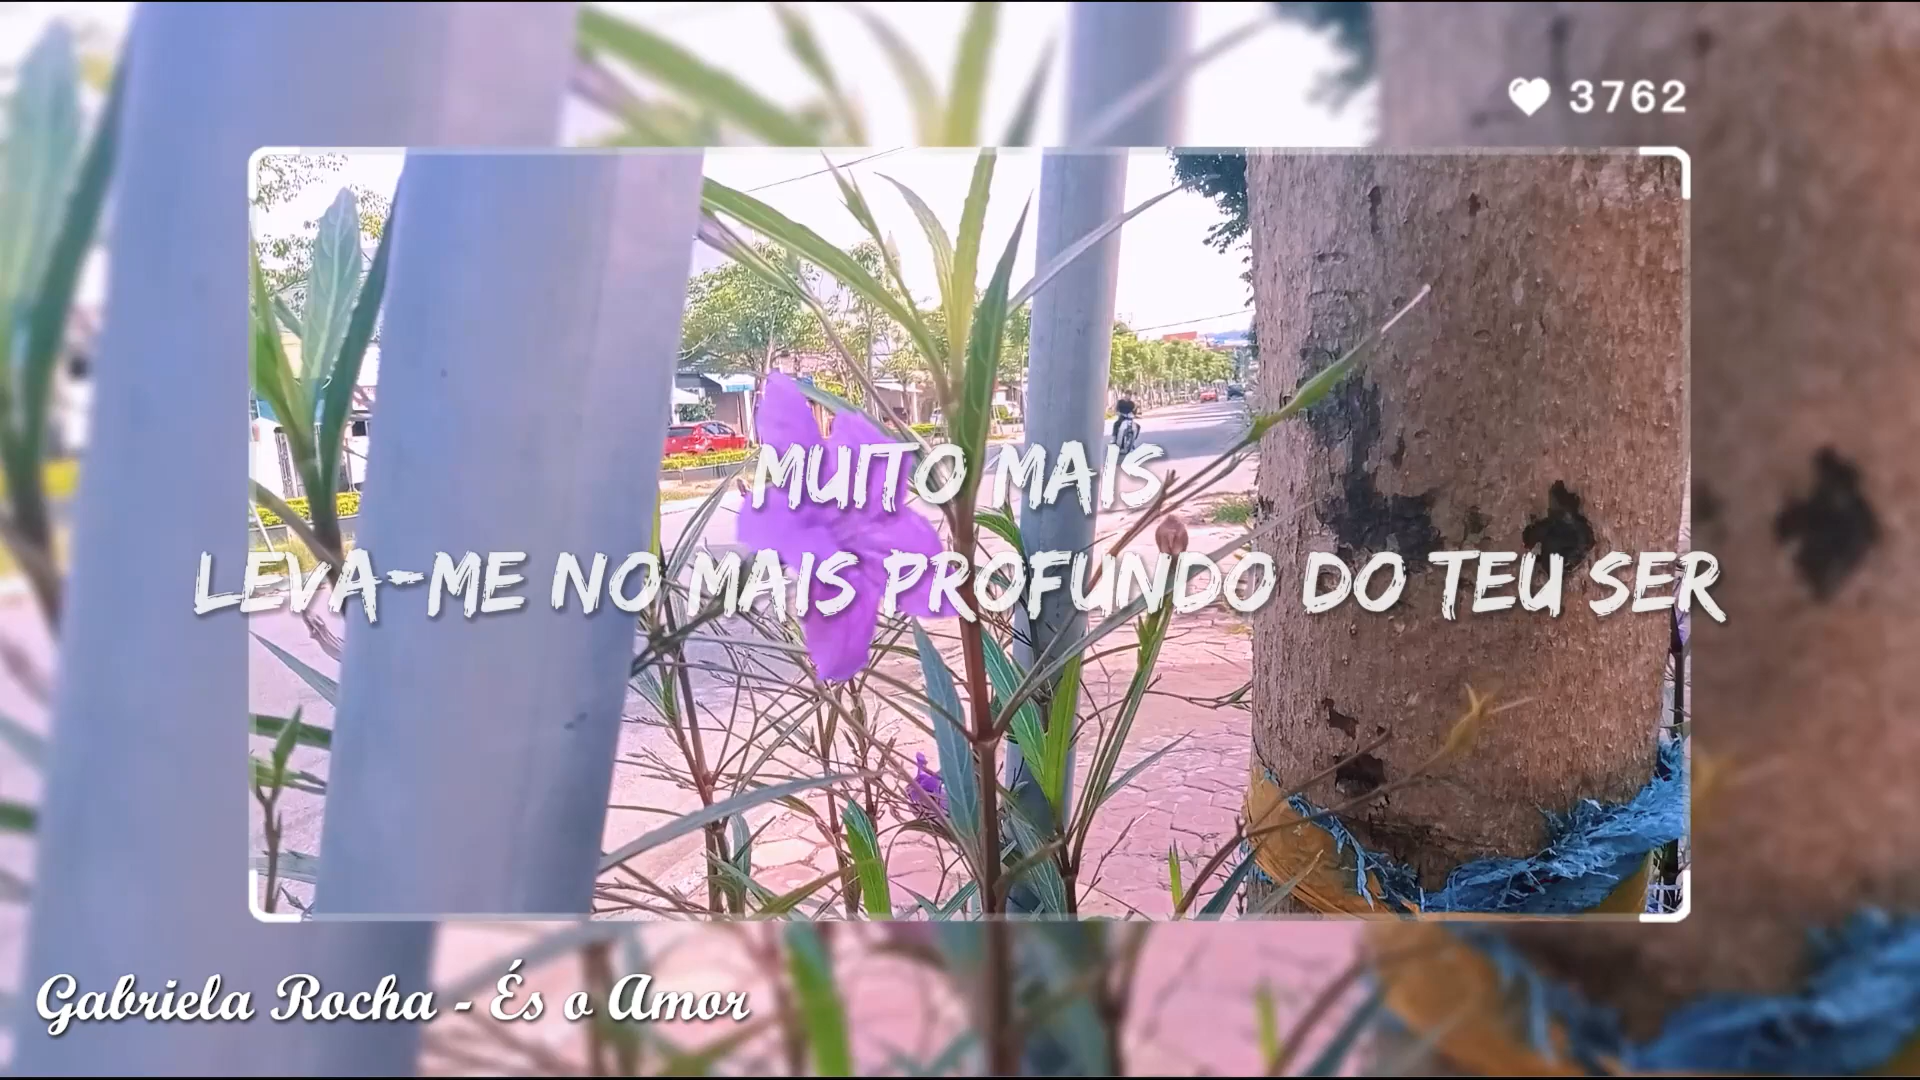 3762
MUITO MAIS
LEVA-ME NO MAIS PROFUNDO DO TEU SER
Gabriela Rocha - És o Amor